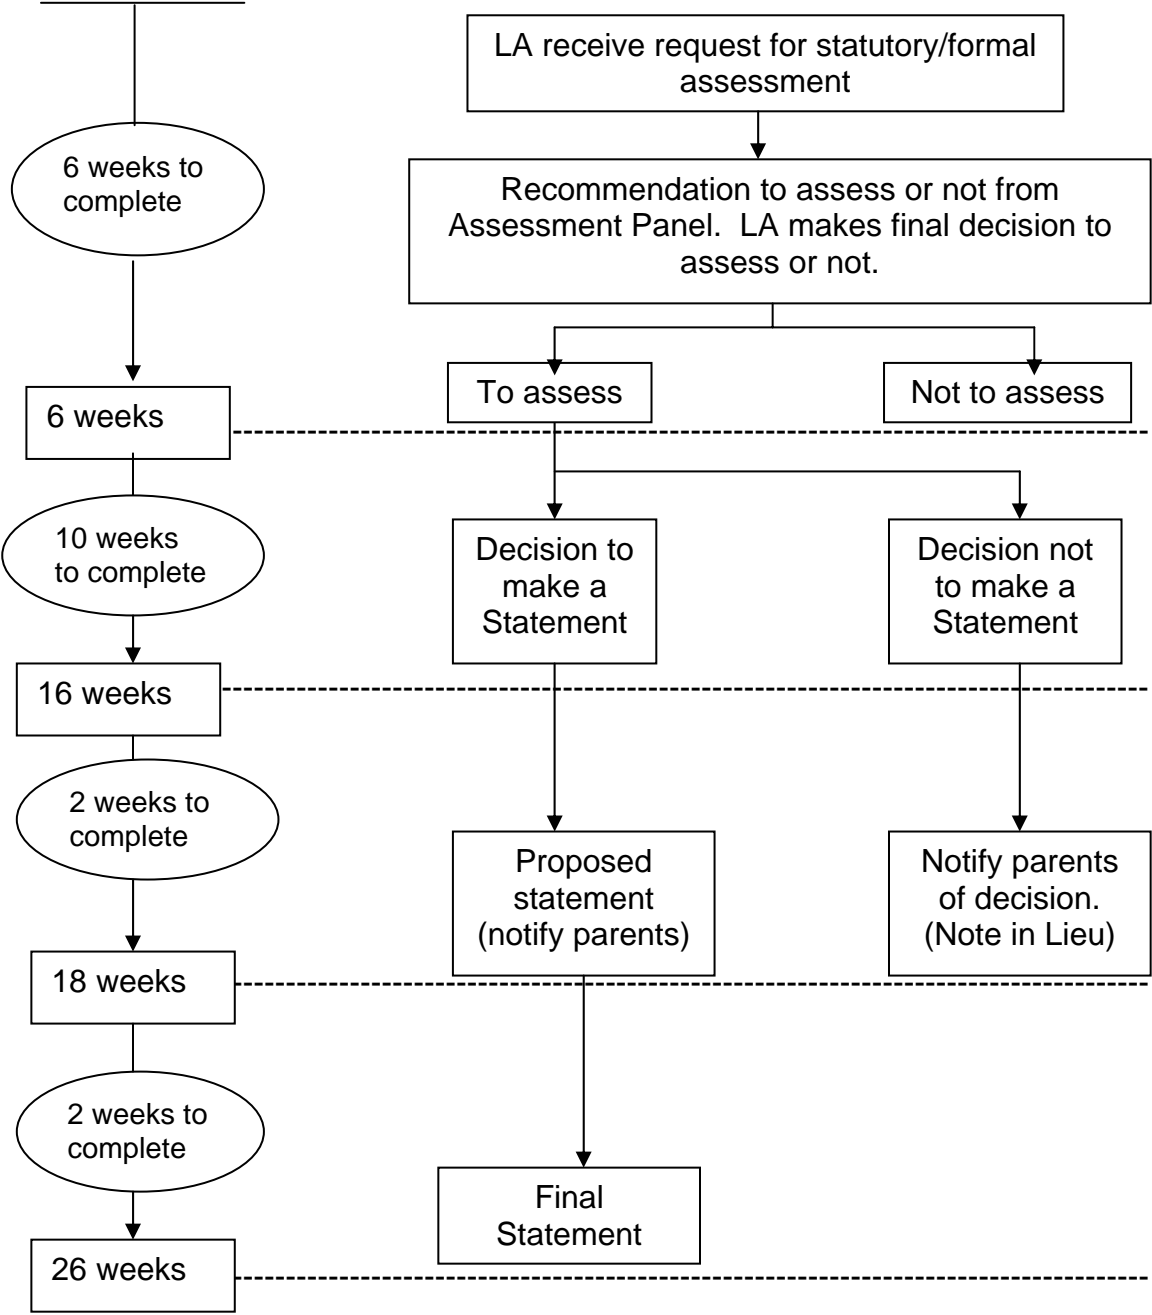 LA receive request for statutory/formal
assessment
6 weeks to
complete
Recommendation to assess or not from
Assessment Panel.  LA makes final decision to
assess or not.
To assess
Not to assess
6 weeks
10 weeks
to complete
Decision to
make a
Statement
Decision not
to make a
Statement
16 weeks
2 weeks to
complete
Proposed
statement
(notify parents)
Notify parents
of decision.
(Note in Lieu)
18 weeks
2 weeks to
complete
Final
Statement
26 weeks